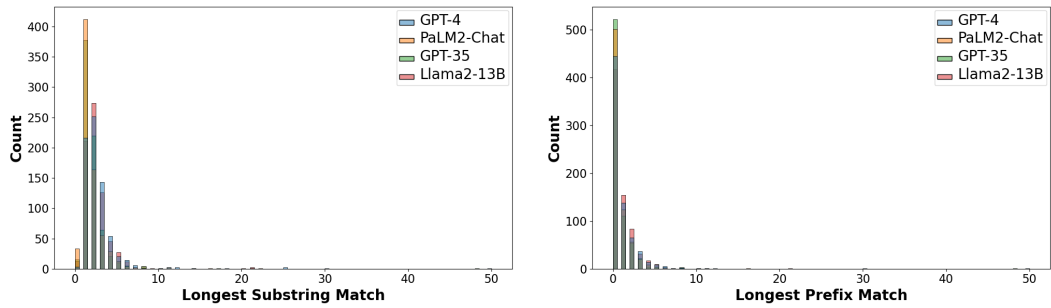 GPT-4
PaLM2-Chat
GPT-35
Llama2-13B
400
350
300
250
200
150
100
50
0
Count
0 10 20 30 40 50
Longest Substring Match
GPT-4
PaLM2-Chat
GPT-35
Llama2-13B
500
400
300
200
100
0
Count
0 10 20 30 40 50
Longest Prefix Match